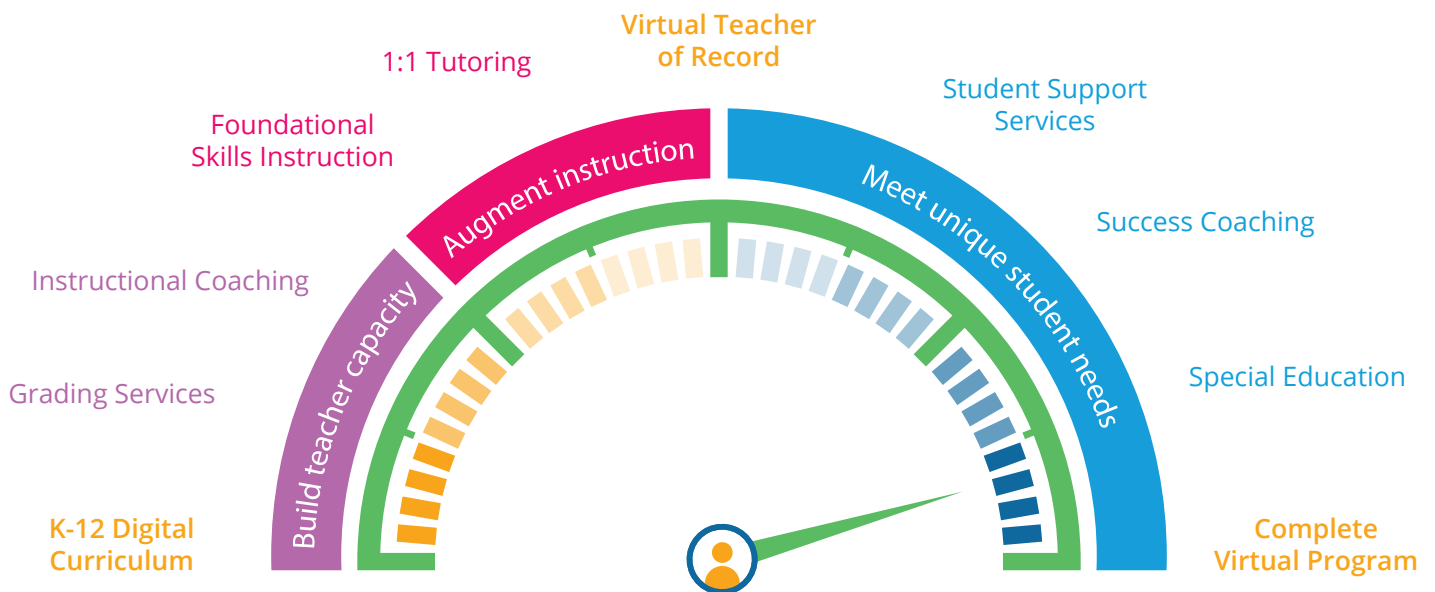 Virtual Teacher
of Record
1:1 Tutoring
Student Support
Services
Foundational
Skills Instruction
Augment instruction
Meet unique student needs
Success Coaching
Instructional Coaching
Build teacher capacity
Special Education
Grading Services
K-12 Digital
Curriculum
Complete
Virtual Program